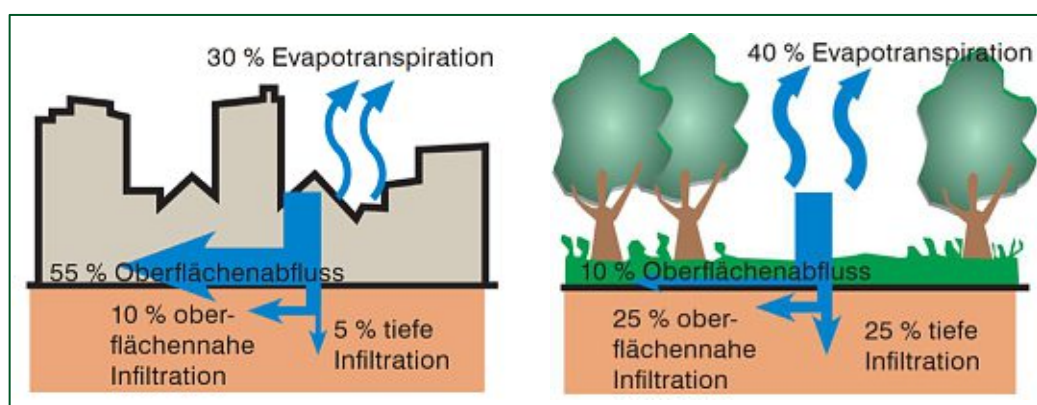 30 % Evapotranspiration
55 % Oberflächenabfluss
10 % ober-
flächennahe
Infiltration
5 % tiefe
Infiltration
40 % Evapotranspiration
10 % Oberflächenabfluss
25 % ober-
flächennahe
Infiltration
25 % tiefe
Infiltration